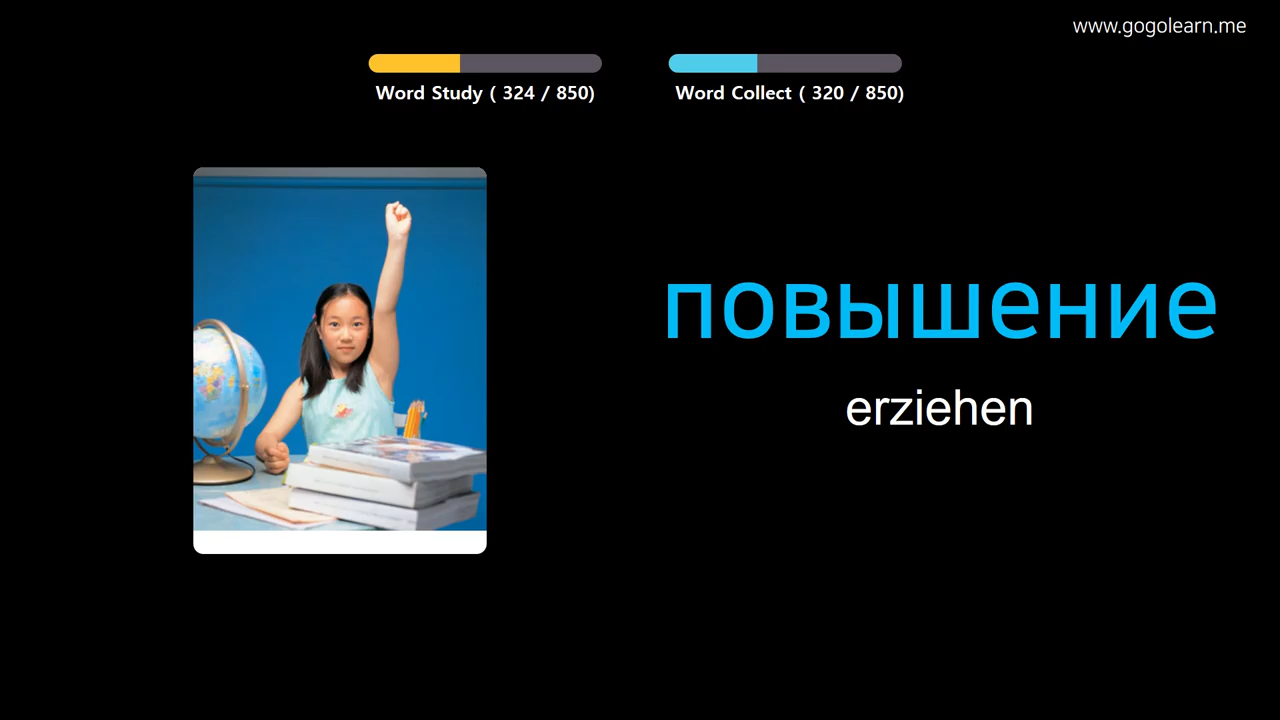 www.gogolearn.me
Word Study ( 324 / 850)
Word Collect ( 320 / 850)
повышение
erziehen